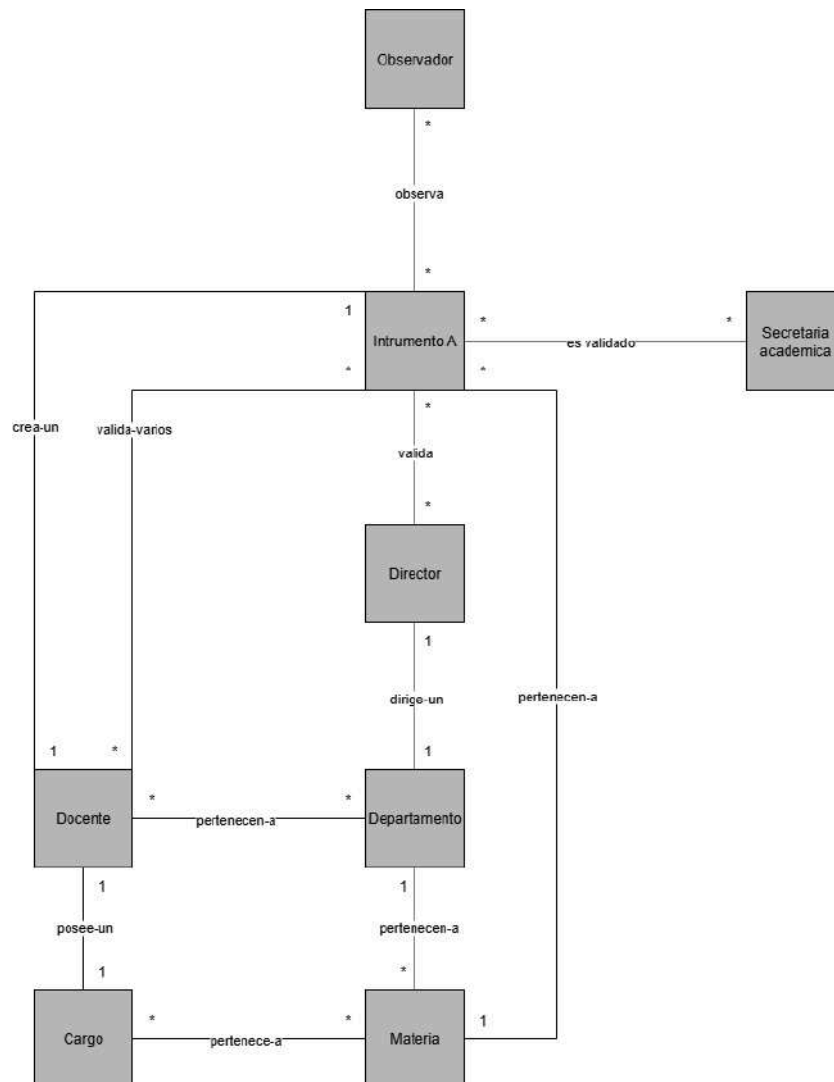 Observador
*
observa
*
1
Intrumento A
*
es validado
*
Secretaria
academica
*
*
*
crea-un
valida-varios
valida
*
Director
1
dirige-un
pertenecen-a
1
*
1
Docente
*
pertenecen-a
*
Departamento
1
1
posee-un
pertenecen-a
1
*
Cargo
*
pertenece-a
*
Materia
1